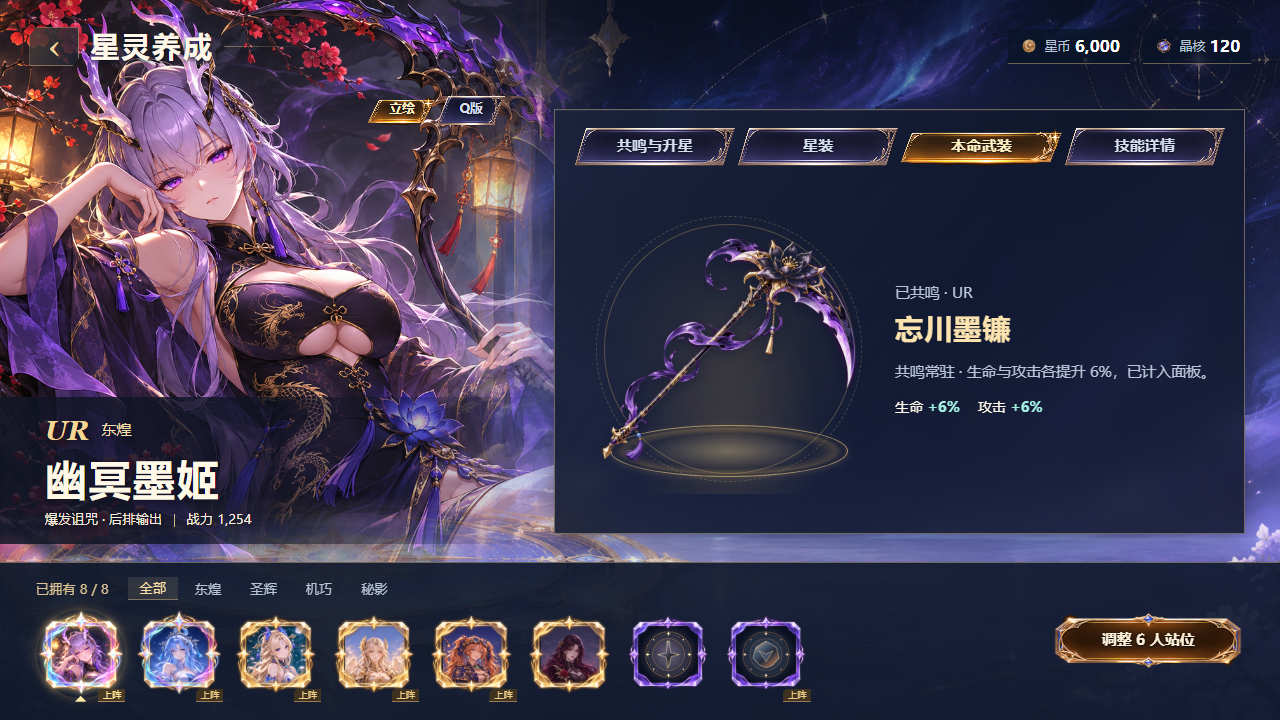 星灵养成
星币 6,000
晶核 120
立绘
Q版
共鸣与升星
星装
本命武装
技能详情
已共鸣 · UR
忘川墨镰
共鸣常驻 · 生命与攻击各提升 6%，已计入面板。
生命 +6% 攻击 +6%
UR 东煌
幽冥墨姬
爆发诅咒 · 后排输出 | 战力 1,254
已拥有 8 / 8
全部
东煌
圣辉
机巧
秘影
上阵
上阵
上阵
上阵
上阵
上阵
调整 6 人站位